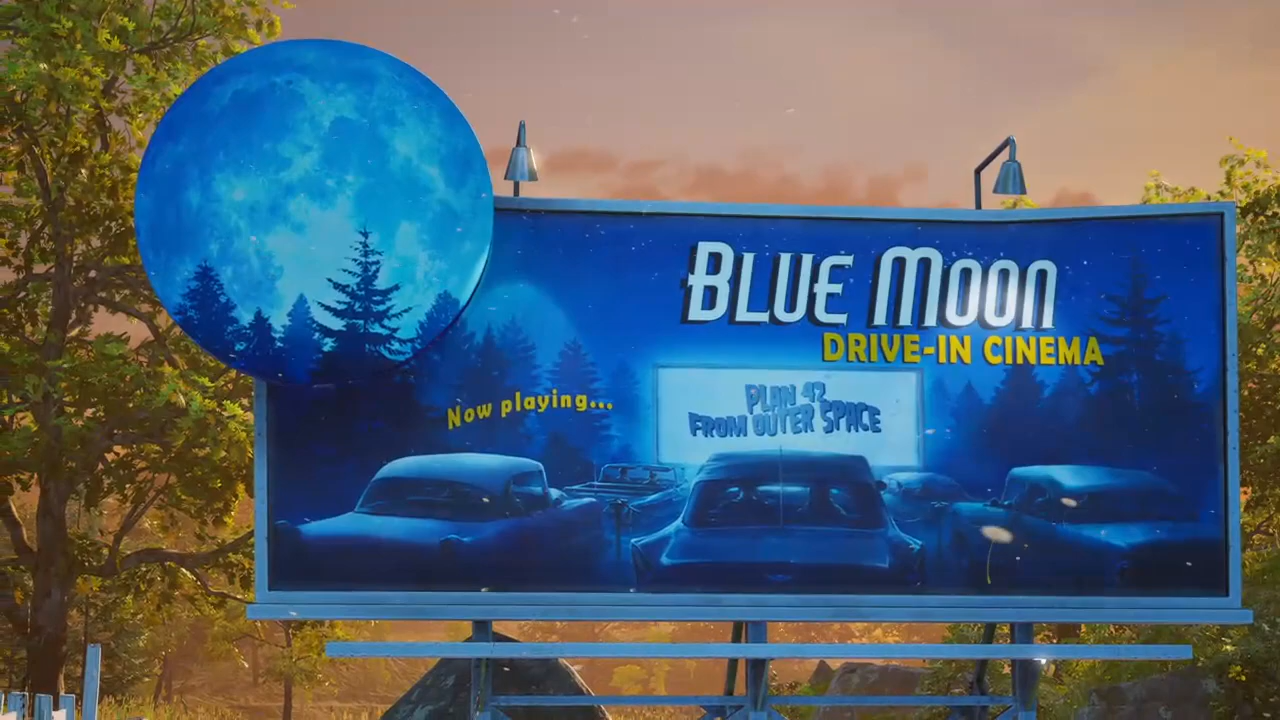 BLUE MOON
DRIVE-IN CINEMA
Now playing...
PLAN 42
FROM OUTER SPACE